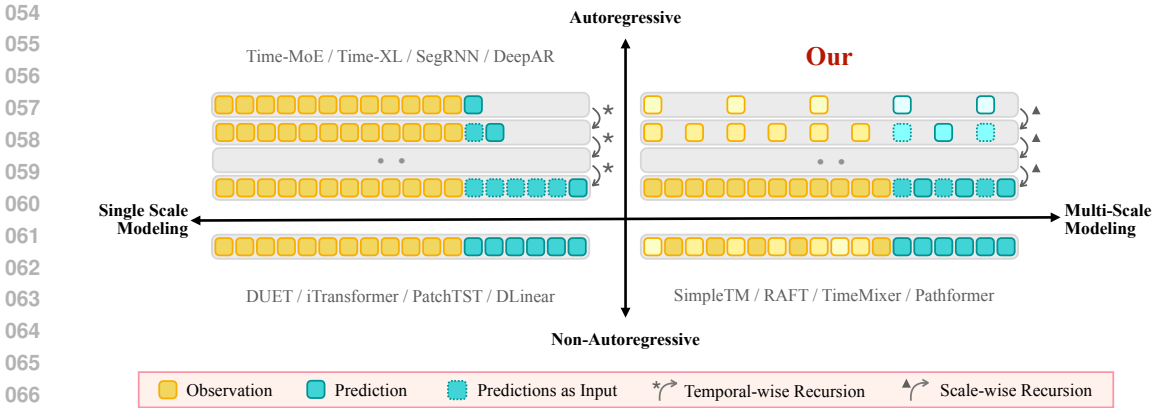 054
Autoregressive
055
Time-MoE / Time-XL / SegRNN / DeepAR
Our
056
057
*
▲
058
*
▲
059
*
▲
060
Single Scale
Modeling
Multi-Scale
Modeling
061
062
063
DUET / iTransformer / PatchTST / DLinear
SimpleTM / RAFT / TimeMixer / Pathformer
064
Non-Autoregressive
065
066
Observation
Prediction
Predictions as Input
* Temporal-wise Recursion
▲ Scale-wise Recursion